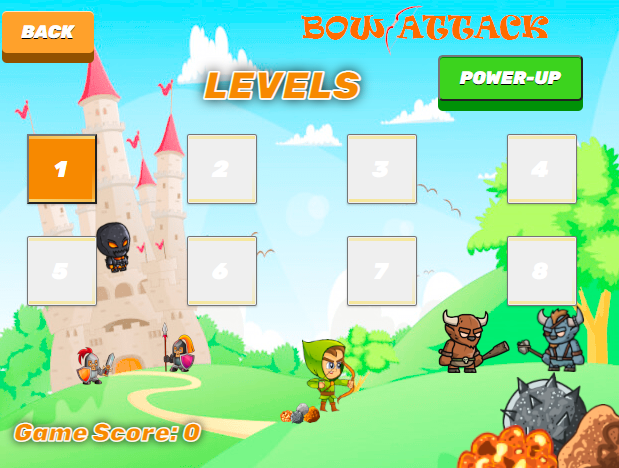 BACK
BOW ATTACK
LEVELS
POWER-UP
1 2 3 4
5 6 7 8
Game Score: 0